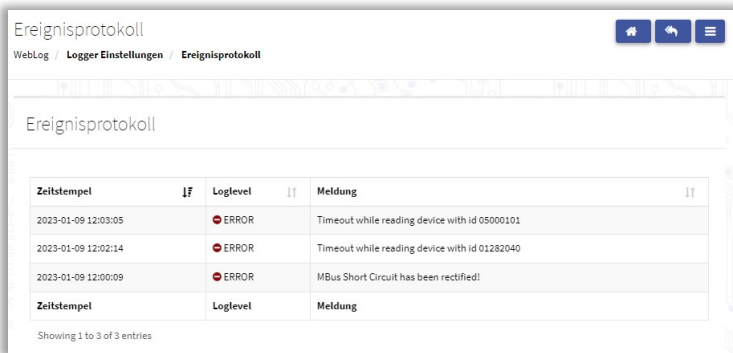 Ereignisprotokoll
WebLog / Logger Einstellungen / Ereignisprotokoll
Ereignisprotokoll
Zeitstempel Loglevel Meldung
2023-01-09 12:03:05 ERROR Timeout while reading device with id 05000101
2023-01-09 12:02:14 ERROR Timeout while reading device with id 01282040
2023-01-09 12:00:09 ERROR MBus Short Circuit has been rectified!
Zeitstempel Loglevel Meldung
Showing 1 to 3 of 3 entries